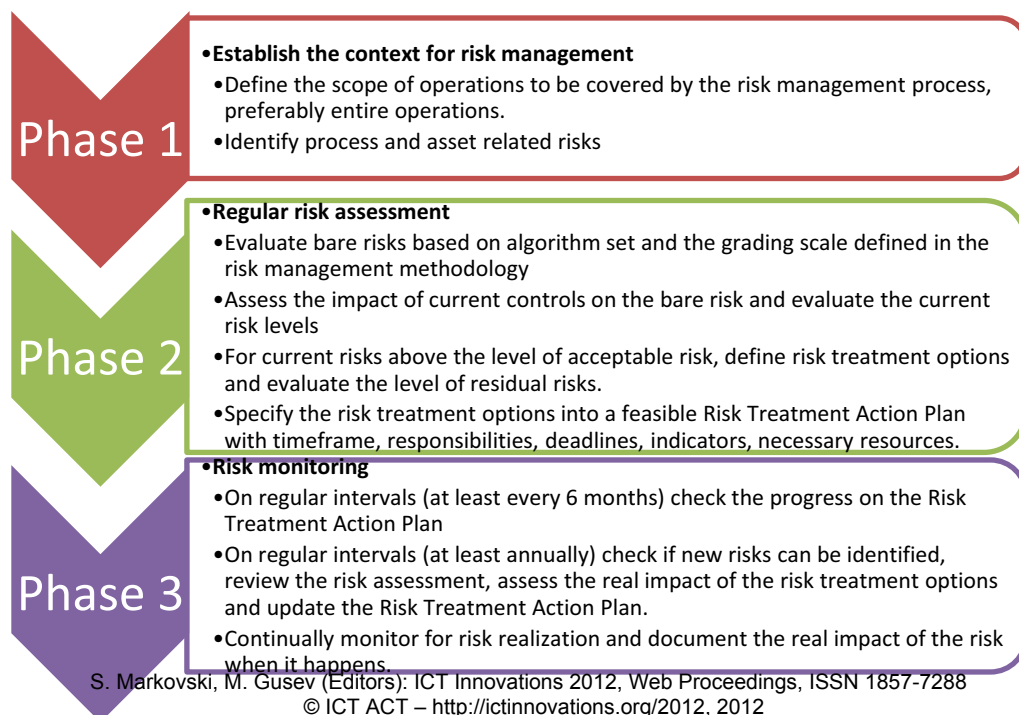 Phase 1
•Establish the context for risk management
•Define the scope of operations to be covered by the risk management process,
preferably entire operations.
•Identify process and asset related risks
Phase 2
•Regular risk assessment
•Evaluate bare risks based on algorithm set and the grading scale defined in the
risk management methodology
•Assess the impact of current controls on the bare risk and evaluate the current
risk levels
•For current risks above the level of acceptable risk, define risk treatment options
and evaluate the level of residual risks.
•Specify the risk treatment options into a feasible Risk Treatment Action Plan
with timeframe, responsibilities, deadlines, indicators, necessary resources.
Phase 3
•Risk monitoring
•On regular intervals (at least every 6 months) check the progress on the Risk
Treatment Action Plan
•On regular intervals (at least annually) check if new risks can be identified,
review the risk assessment, assess the real impact of the risk treatment options
and update the Risk Treatment Action Plan.
•Continually monitor for risk realization and document the real impact of the risk
when it happens.
S. Markovski, M. Gusev (Editors): ICT Innovations 2012, Web Proceedings, ISSN 1857-7288
© ICT ACT – http://ictinnovations.org/2012, 2012